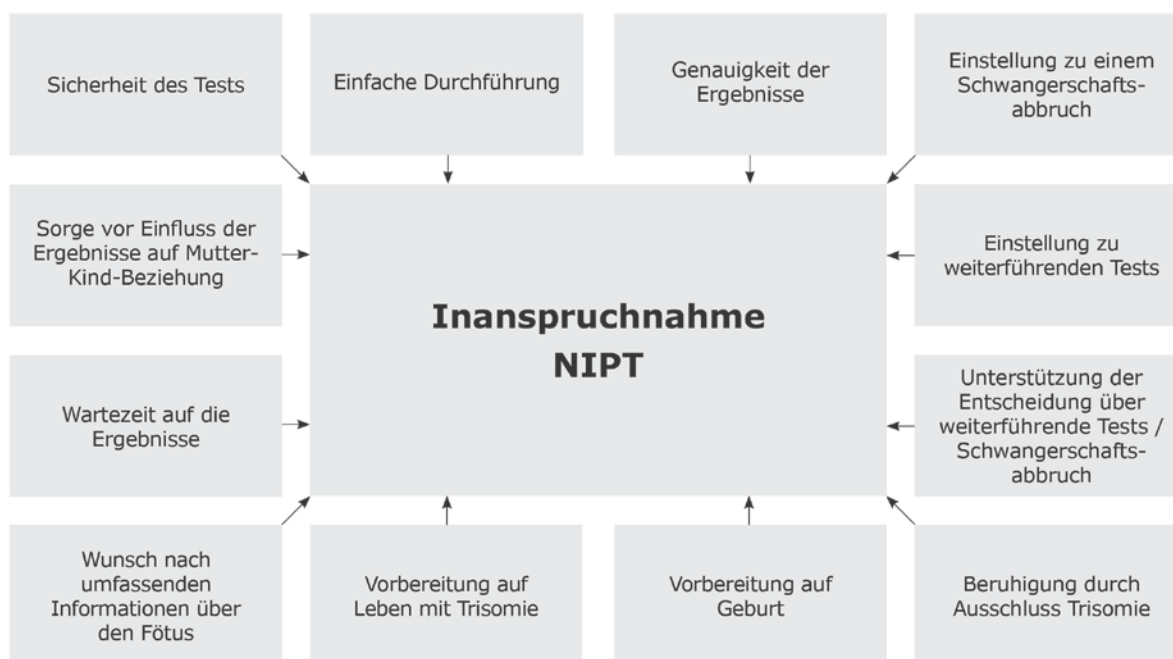 Sicherheit des Tests
Einfache Durchführung
Genauigkeit der
Ergebnisse
Einstellung zu einem
Schwangerschafts-
abbruch
Sorge vor Einfluss der
Ergebnisse auf Mutter-
Kind-Beziehung
Inanspruchnahme
NIPT
Einstellung zu
weiterführenden Tests
Wartezeit auf die
Ergebnisse
Unterstützung der
Entscheidung über
weiterführende Tests /
Schwangerschafts-
abbruch
Wunsch nach
umfassenden
Informationen über
den Fötus
Vorbereitung auf
Leben mit Trisomie
Vorbereitung auf
Geburt
Beruhigung durch
Ausschluss Trisomie